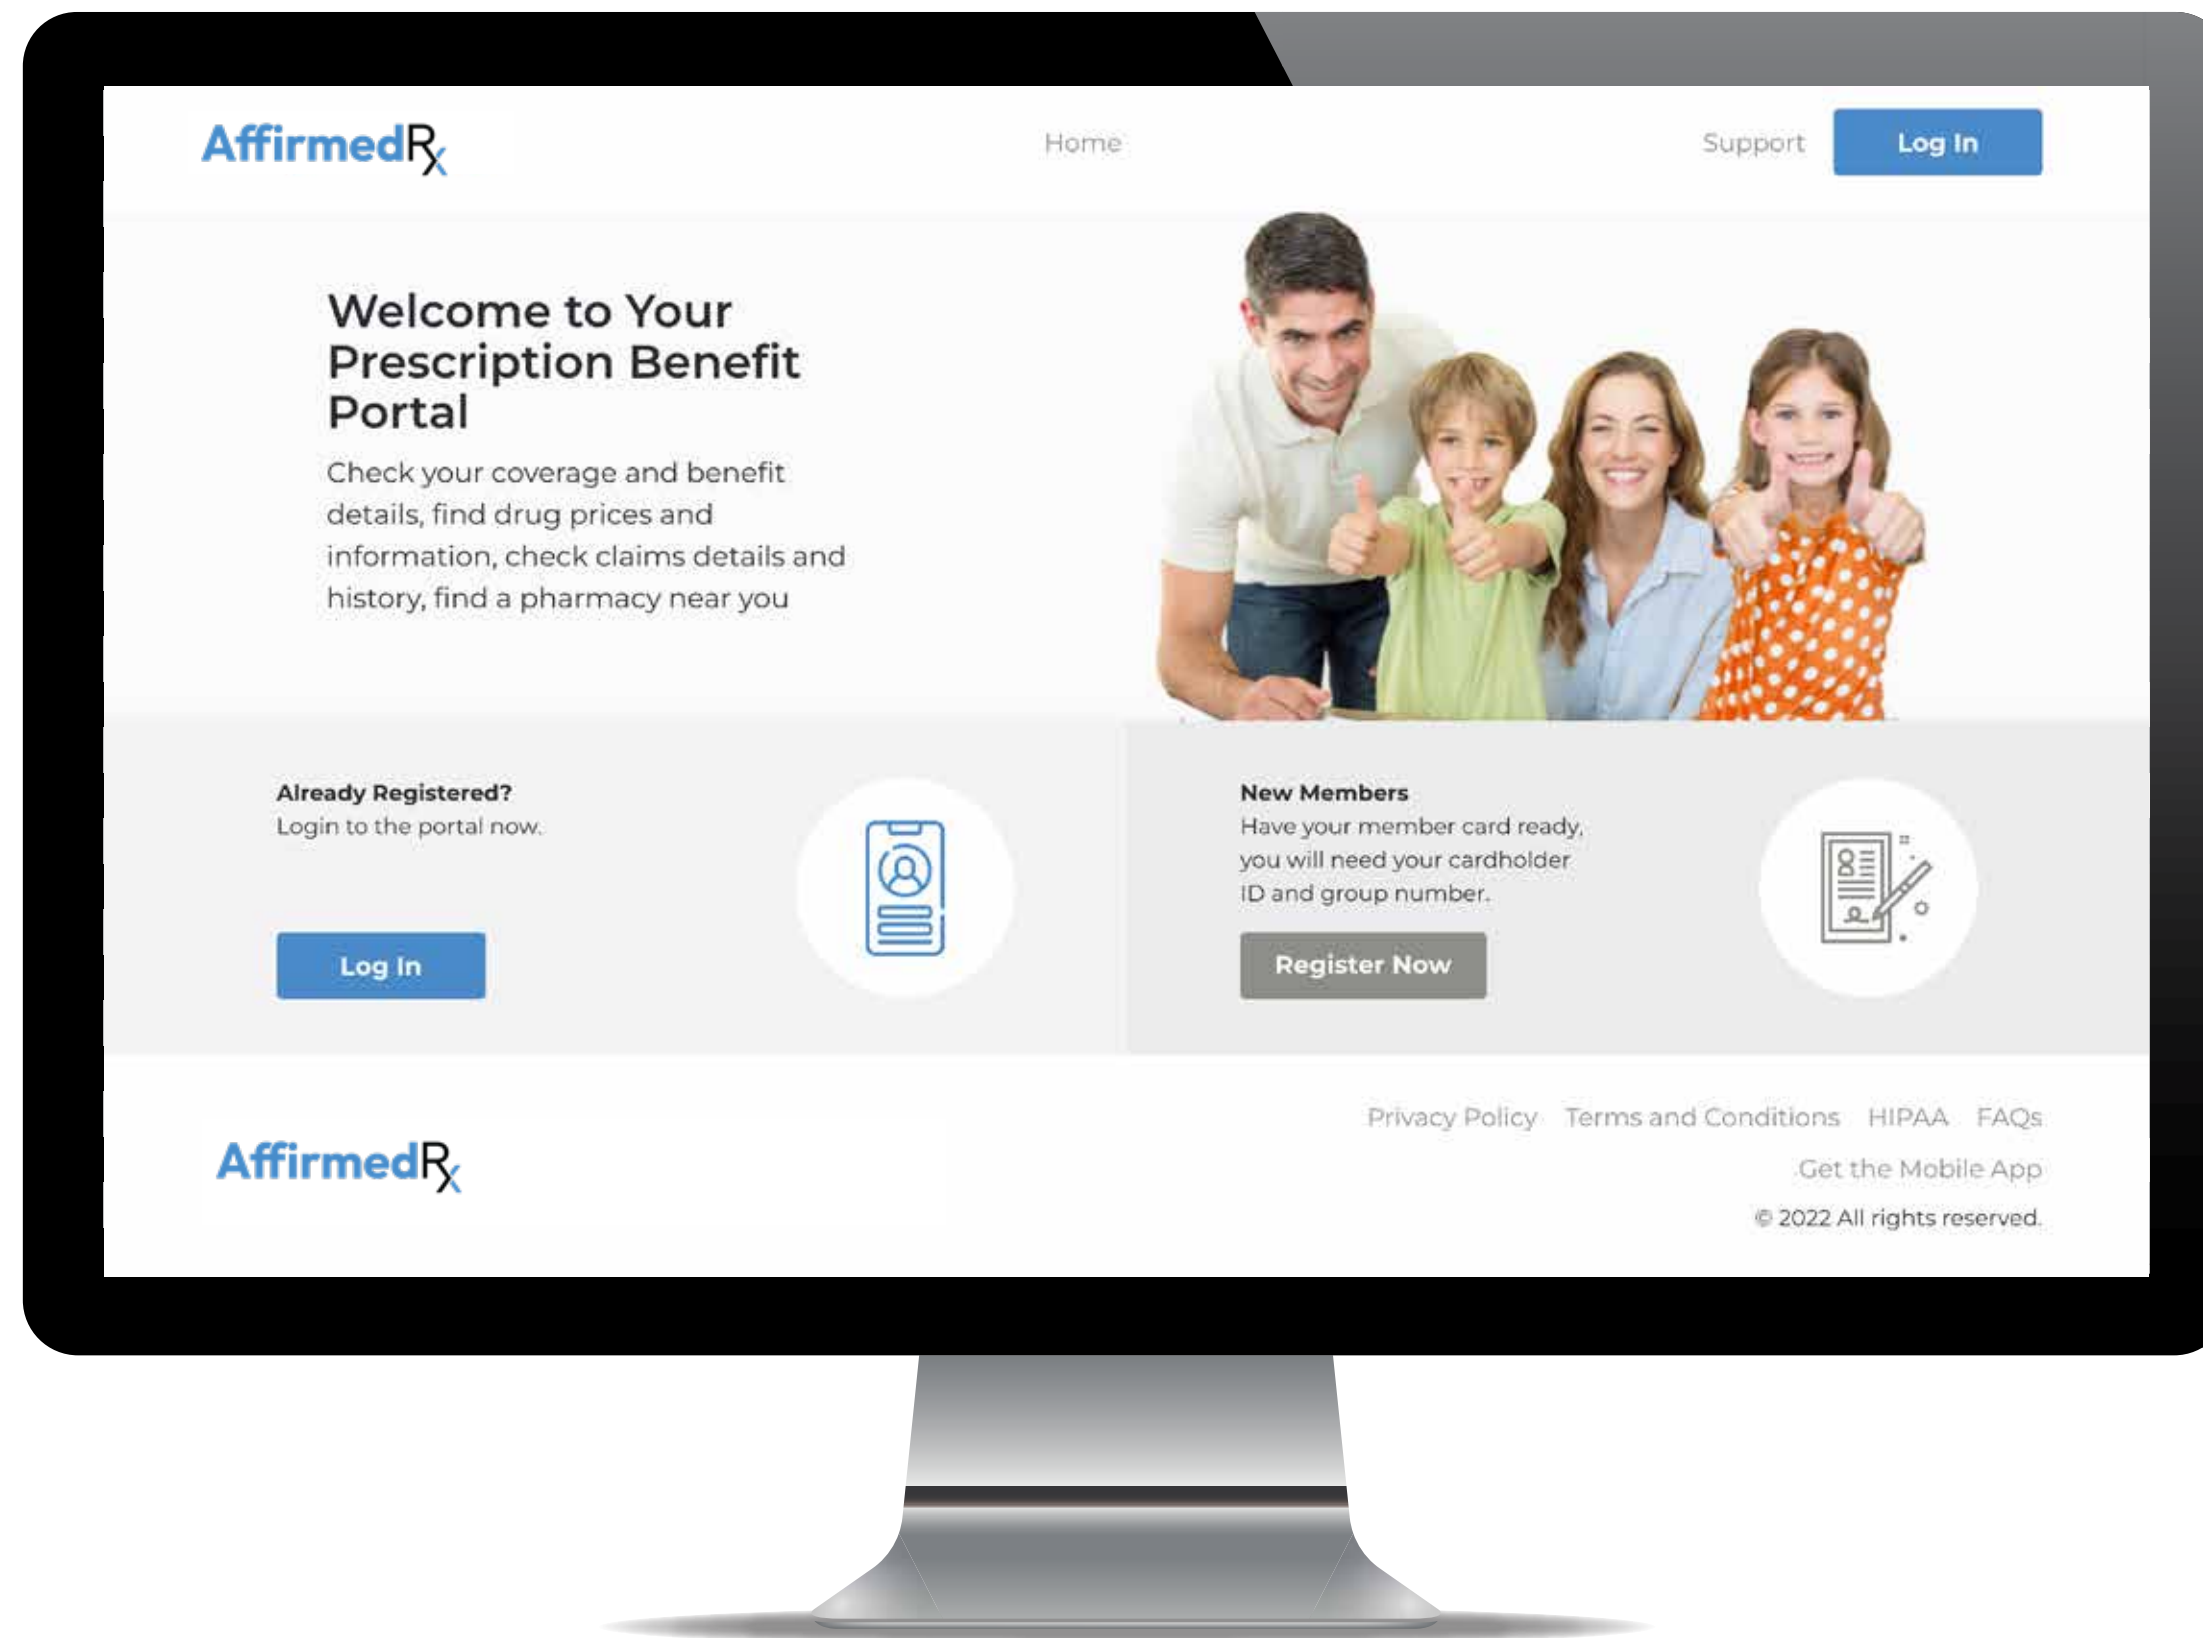 AffirmedRx
Home
Support
Log In
Welcome to Your
Prescription Benefit
Portal
Check your coverage and benefit
details, find drug prices and
information, check claims details and
history, find a pharmacy near you
Already Registered?
Login to the portal now.
Log In
New Members
Have your member card ready,
you will need your cardholder
ID and group number.
Register Now
AffirmedRx
Privacy Policy Terms and Conditions HIPAA FAQs
Get the Mobile App
© 2022 All rights reserved.